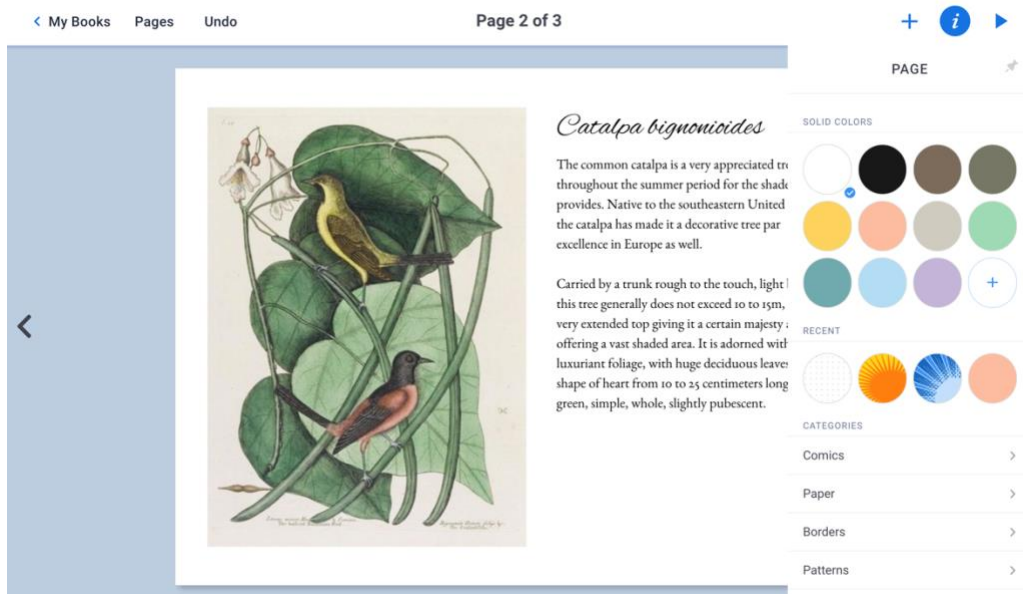 My Books Pages Undo Page 2 of 3
PAGE
SOLID COLORS
Catalpa bignonioides
The common catalpa is a very appreciated
throughout the summer period for the
provides. Native to the southeastern United
the catalpa has made it a decorative tree par
excellence in Europe as well.
Carried by a trunk rough to the touch, light
this tree generally does not exceed 10 to 15m,
very extended top giving it a certain majesty
offering a vast shaded area. It is adorned
luxuriant foliage, with huge deciduous
shape of heart from 10 to 25 centimeters long
green, simple, whole, slightly pubescent.
RECENT
CATEGORIES
Comics
Paper
Borders
Patterns